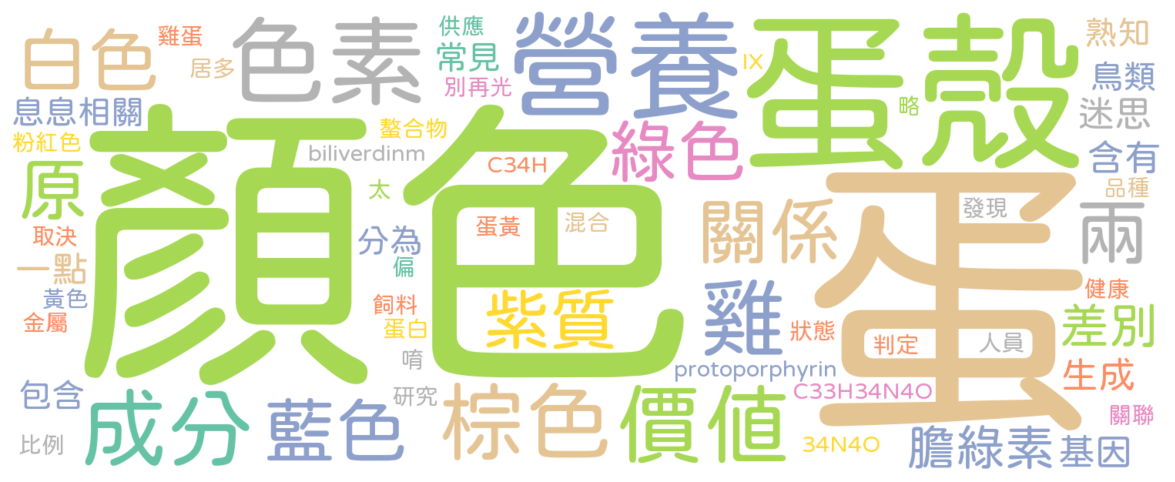 白色
雞蛋
居多
色素
供應
常見
別再光
營養
IX
蛋殼
熟知
鳥類
略
迷思
息息相關
粉紅色
螯合物
biliverdinm
顏色
C34H
綠色
含有
品種
原
太
蛋黃
混合
關係
發現
兩
取決
一點
分為
偏
蛋
黃色
金屬
飼料
蛋白
紫質
雞
狀態
健康
判定
人員
差別
唷
protoporphyrin
生成
包含
研究
C33H34N4O
關聯
成分
藍色
棕色
價值
比例
34N4O
膽綠素
基因